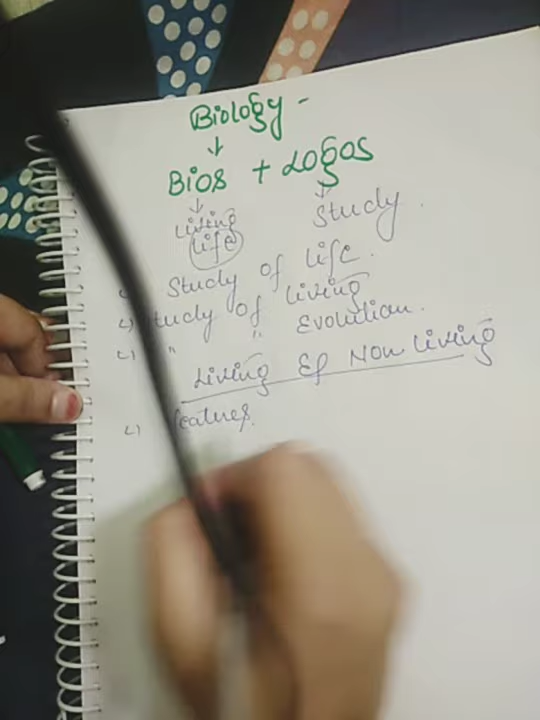 Biology -
↓
Bios + Logos
↓ ↓
Living Study.
Life
↳ Study of Life.
↳ Study of Living
↳ " " Evolution.
Living & Non Living
↳ features.